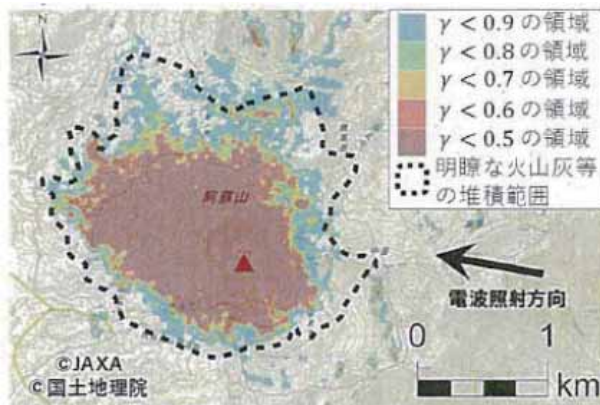 N
γ < 0.9 の領域
γ < 0.8 の領域
γ < 0.7 の領域
γ < 0.6 の領域
γ < 0.5 の領域
明瞭な火山灰等
の堆積範囲
阿蘇山
電波照射方向
0 1
km
©JAXA
©国土地理院